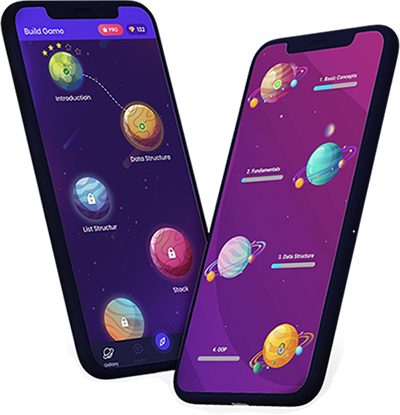 Build Game
PRO
132
Introduction
Data Structure
List Structur
Stack
Galaxy
1. Basic Concepts
2. Fundamentals
3. Data Structure
4. OOP